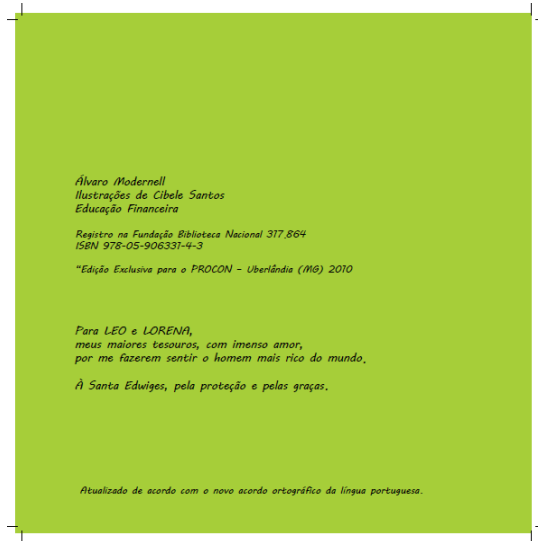 Álvaro Modernell
Ilustrações de Cibele Santos
Educação Financeira
Registro na Fundação Biblioteca Nacional 317.864
ISBN 978-05-906331-4-3
“Edição Exclusiva para o PROCON - Uberlândia (MG) 2010
Para LEO e LORENA,
meus maiores tesouros, com imenso amor,
por me fazerem sentir o homem mais rico do mundo.
À Santa Edwiges, pela proteção e pelas graças.
Atualizado de acordo com o novo acordo ortográfico da língua portuguesa.